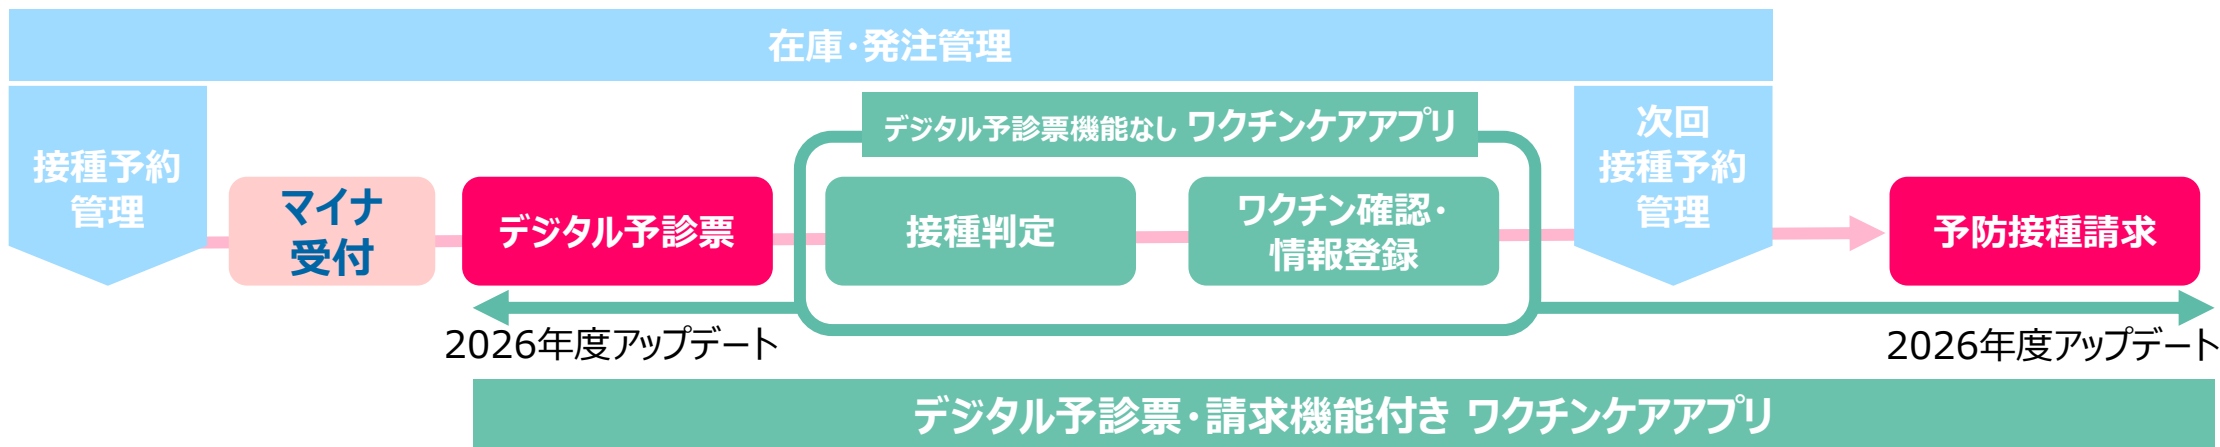 在庫・発注管理
接種予約
管理
マイナ
受付
デジタル予診票
デジタル予診票機能なし ワクチンケアアプリ
接種判定
ワクチン確認・
情報登録
次回
接種予約
管理
予防接種請求
2026年度アップデート
2026年度アップデート
デジタル予診票・請求機能付き ワクチンケアアプリ